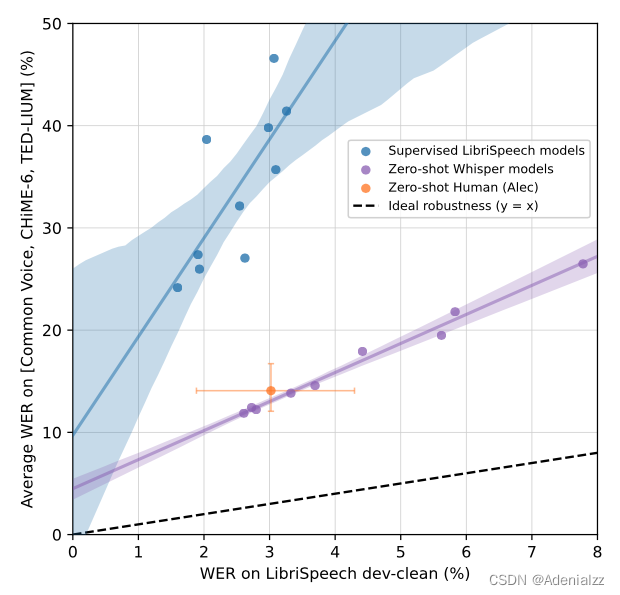 Average WER on [Common Voice, CHiME-6, TED-LIUM] (%)
50
40
30
20
10
0
Supervised LibriSpeech models
Zero-shot Whisper models
Zero-shot Human (Alec)
Ideal robustness (y = x)
0 1 2 3 4 5 6 7 8
WER on LibriSpeech dev-clean (%)
CSDN @Adenialzz